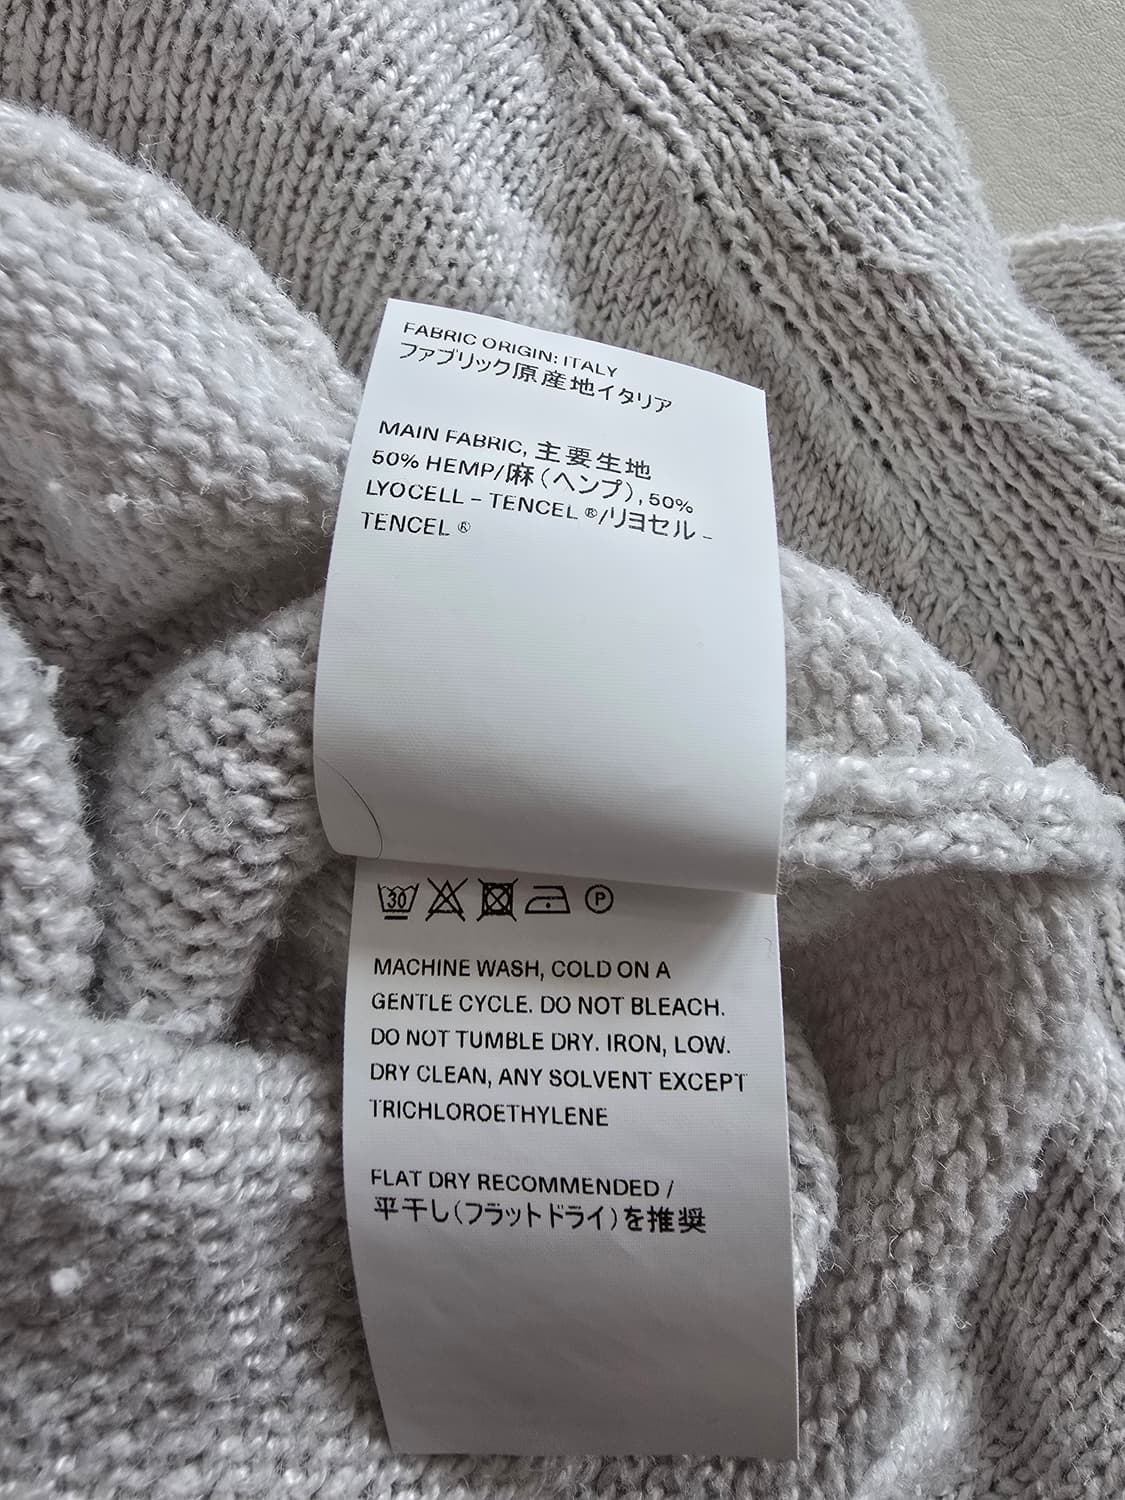 FABRIC ORIGIN: ITALY
ファブリック原産地イタリア
MAIN FABRIC, 主要生地
50% HEMP/麻(ヘンプ), 50%
LYOCELL - TENCEL ®/リヨセル -
TENCEL ®
30 P
MACHINE WASH, COLD ON A
GENTLE CYCLE. DO NOT BLEACH.
DO NOT TUMBLE DRY. IRON, LOW.
DRY CLEAN, ANY SOLVENT EXCEPT
TRICHLOROETHYLENE
FLAT DRY RECOMMENDED /
平干し(フラットドライ)を推奨